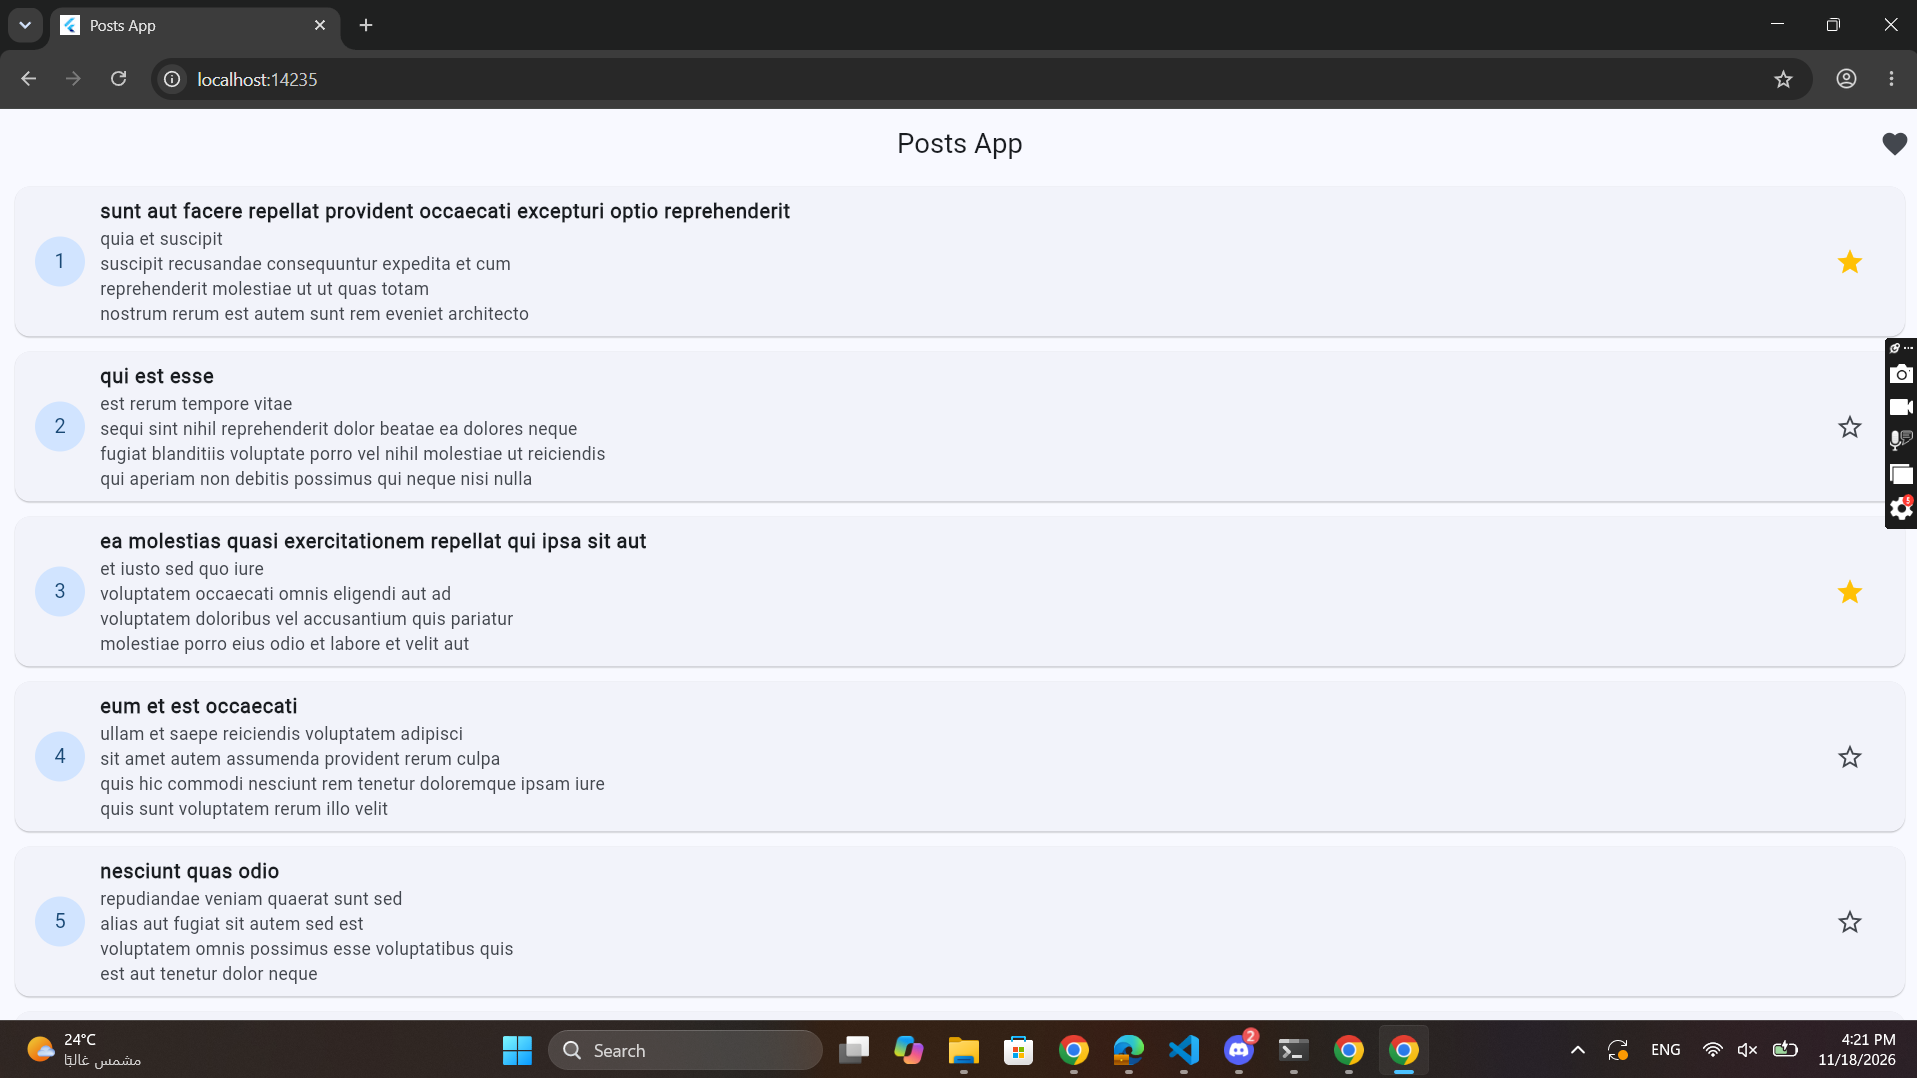 Posts App
localhost:14235
Posts App
1
sunt aut facere repellat provident occaecati excepturi optio reprehenderit
quia et suscipit
suscipit recusandae consequuntur expedita et cum
reprehenderit molestiae ut ut quas totam
nostrum rerum est autem sunt rem eveniet architecto
2
qui est esse
est rerum tempore vitae
sequi sint nihil reprehenderit dolor beatae ea dolores neque
fugiat blanditiis voluptate porro vel nihil molestiae ut reiciendis
qui aperiam non debitis possimus qui neque nisi nulla
5
3
ea molestias quasi exercitationem repellat qui ipsa sit aut
et iusto sed quo iure
voluptatem occaecati omnis eligendi aut ad
voluptatem doloribus vel accusantium quis pariatur
molestiae porro eius odio et labore et velit aut
4
eum et est occaecati
ullam et saepe reiciendis voluptatem adipisci
sit amet autem assumenda provident rerum culpa
quis hic commodi nesciunt rem tenetur doloremque ipsam iure
quis sunt voluptatem rerum illo velit
5
nesciunt quas odio
repudiandae veniam quaerat sunt sed
alias aut fugiat sit autem sed est
voluptatem omnis possimus esse voluptatibus quis
est aut tenetur dolor neque
24°C
مشمس غالبًا
Search
2
ENG
4:21 PM
11/18/2026